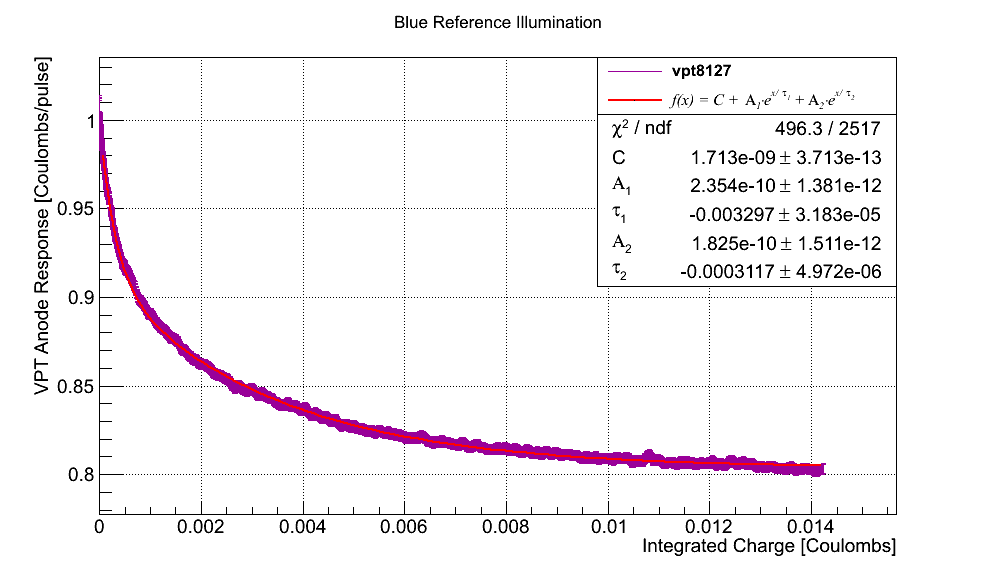 Blue Reference Illumination
VPT Anode Response [Coulombs/pulse]
1
0.95
0.9
0.85
0.8
vpt8127
f(x) = C + A₁·e^x/τ₁ + A₂·e^x/τ₂
χ² / ndf 496.3 / 2517
C 1.713e-09 ± 3.713e-13
A₁ 2.354e-10 ± 1.381e-12
τ₁ -0.003297 ± 3.183e-05
A₂ 1.825e-10 ± 1.511e-12
τ₂ -0.0003117 ± 4.972e-06
0 0.002 0.004 0.006 0.008 0.01 0.012 0.014
Integrated Charge [Coulombs]